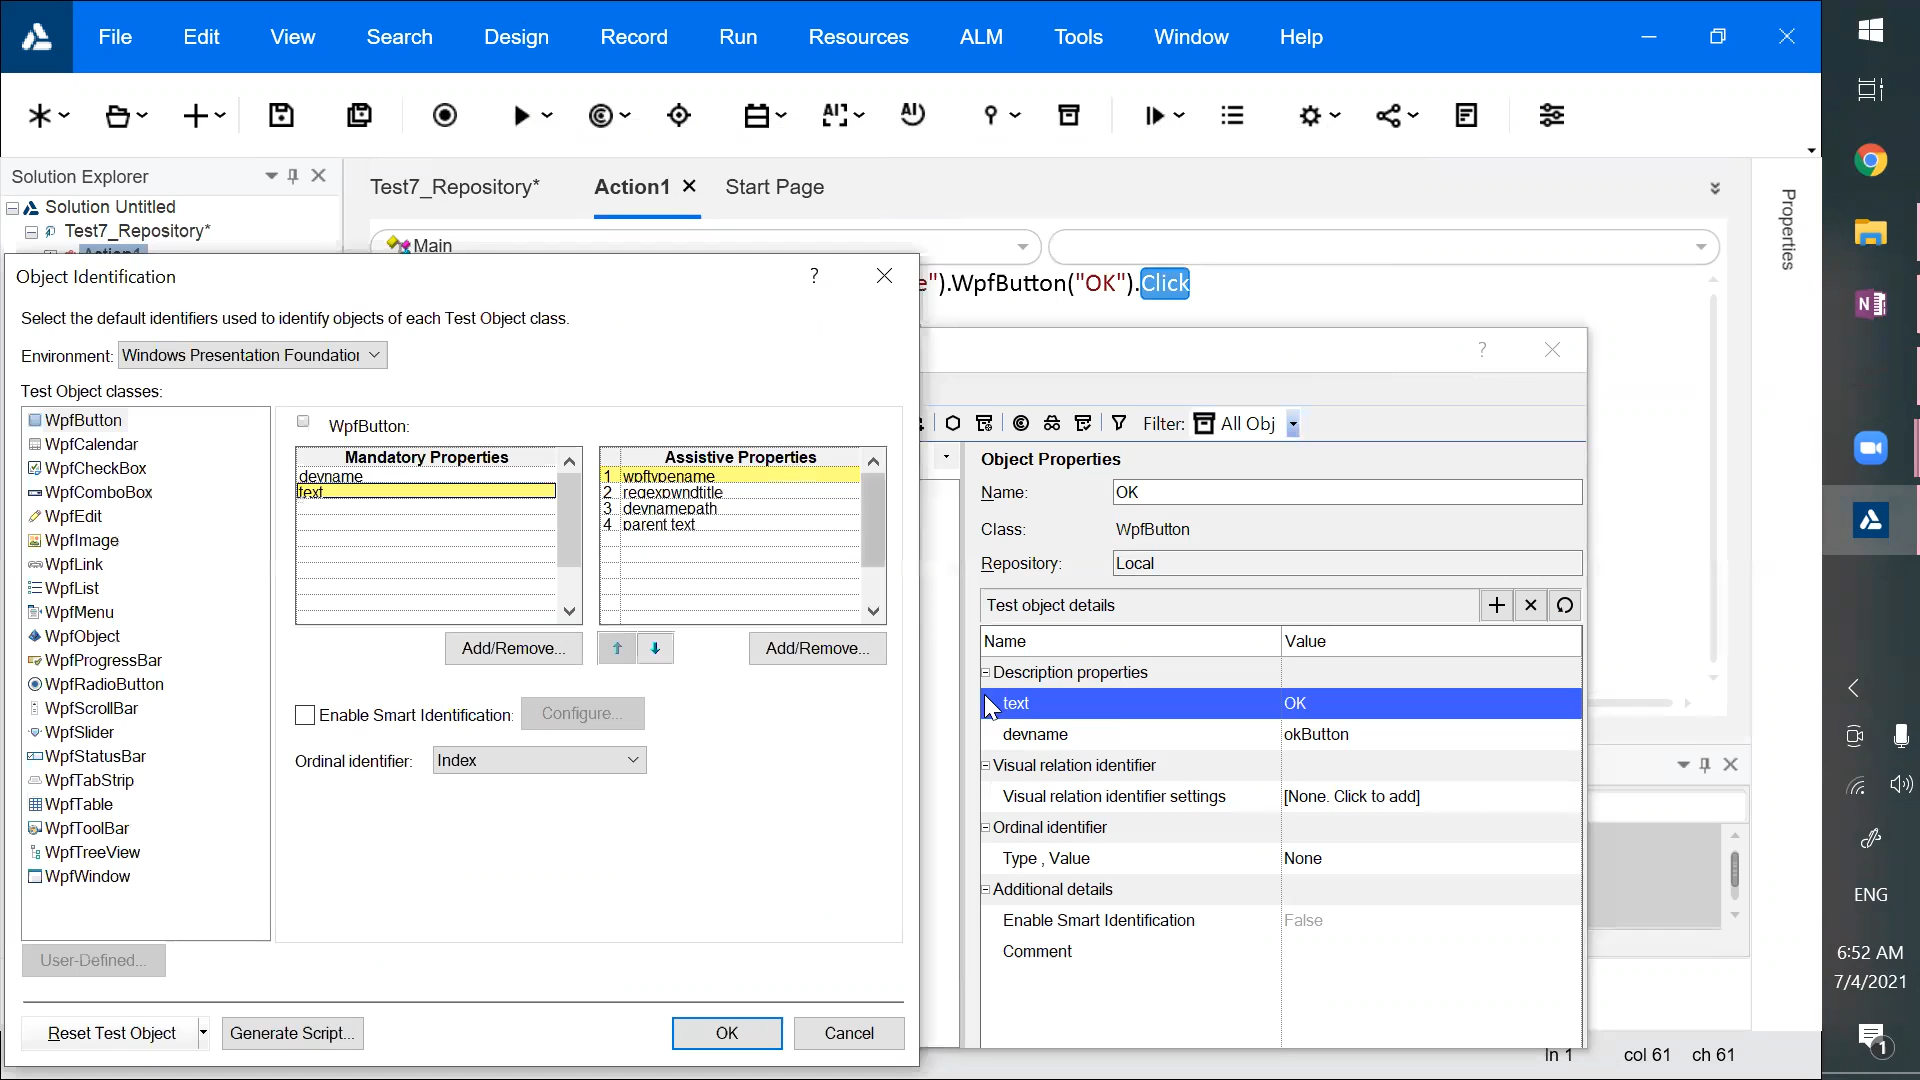 File Edit View Search Design Record Run Resources ALM Tools Window Help
Solution Explorer
Test7_Repository* Action1 Start Page
Properties
Solution Untitled
Test7_Repository*
Action1
Main
e").WpfButton("OK").Click
Object Identification
?
Select the default identifiers used to identify objects of each Test Object class.
Environment: Windows Presentation Foundation
Test Object classes:
WpfButton
WpfCalendar
WpfCheckBox
WpfComboBox
WpfEdit
WpfImage
WpfLink
WpfList
WpfMenu
WpfObject
WpfProgressBar
WpfRadioButton
WpfScrollBar
WpfSlider
WpfStatusBar
WpfTabStrip
WpfTable
WpfToolBar
WpfTreeView
WpfWindow
User-Defined...
WpfButton:
Mandatory Properties
devname
text
Add/Remove...
Assistive Properties
1 wpftypename
2 regexpwndtitle
3 devnamepath
4 parent text
Add/Remove...
Enable Smart Identification: Configure...
Ordinal identifier: Index
Reset Test Object Generate Script... OK Cancel
?
Filter: All Obj
Object Properties
Name: OK
Class: WpfButton
Repository: Local
Test object details
Name Value
Description properties
text OK
devname okButton
Visual relation identifier
Visual relation identifier settings [None. Click to add]
Ordinal identifier
Type , Value None
Additional details
Enable Smart Identification False
Comment
ln 1 col 61 ch 61
ENG
6:52 AM
7/4/2021
1